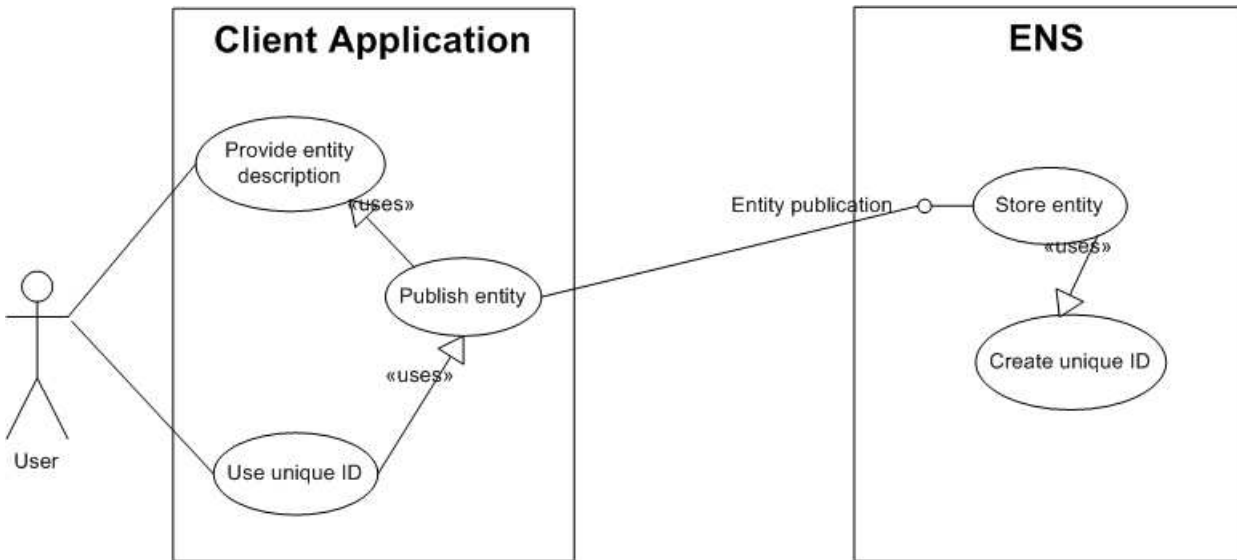 Client Application
ENS
Provide entity
description
«uses»
Entity publication
Store entity
«uses»
Publish entity
Create unique ID
«uses»
User
Use unique ID